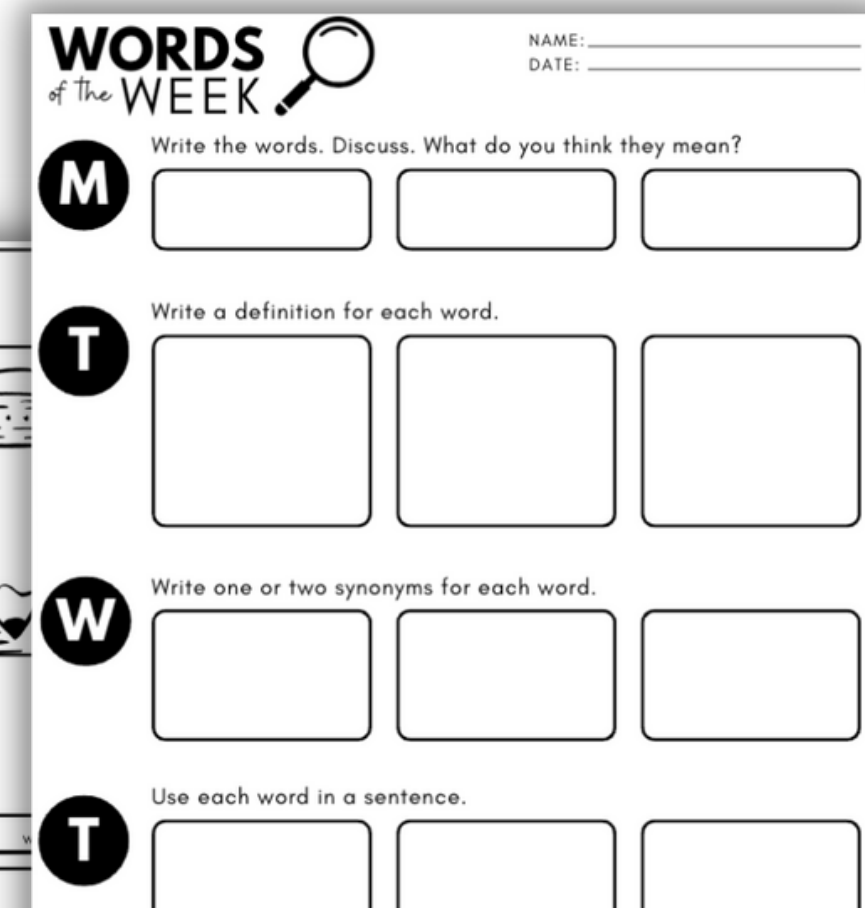 WORDS
of the WEEK
NAME:
DATE:
M
Write the words. Discuss. What do you think they mean?
T
Write a definition for each word.
W
Write one or two synonyms for each word.
T
Use each word in a sentence.